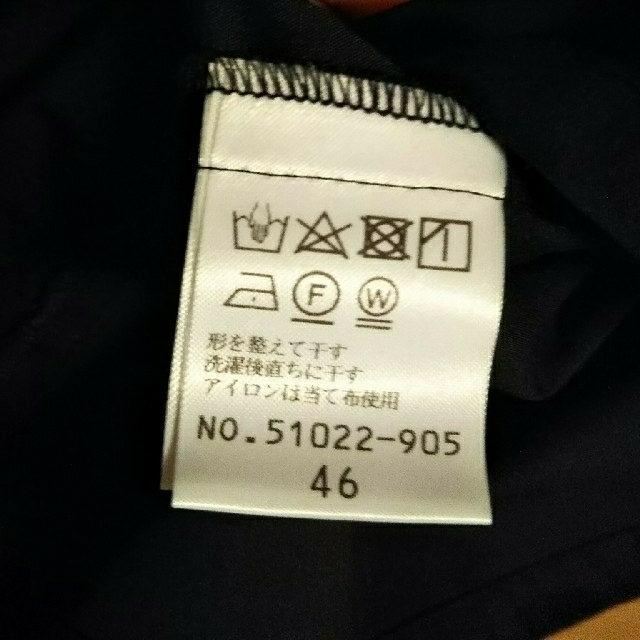 F W
形を整えて干す
洗濯後直ちに干す
アイロンは当て布使用
NO.51022-905
46